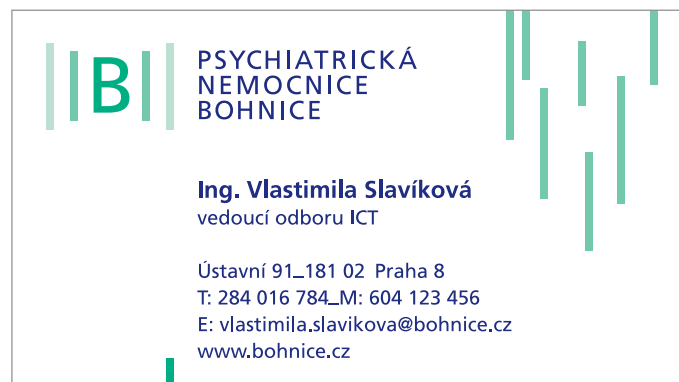 B
PSYCHIATRICKÁ
NEMOCNICE
BOHNICE
Ing. Vlastimila Slavíková
vedoucí odboru ICT
Ústavní 91_181 02 Praha 8
T: 284 016 784_M: 604 123 456
E: vlastimila.slavikova@bohnice.cz
www.bohnice.cz